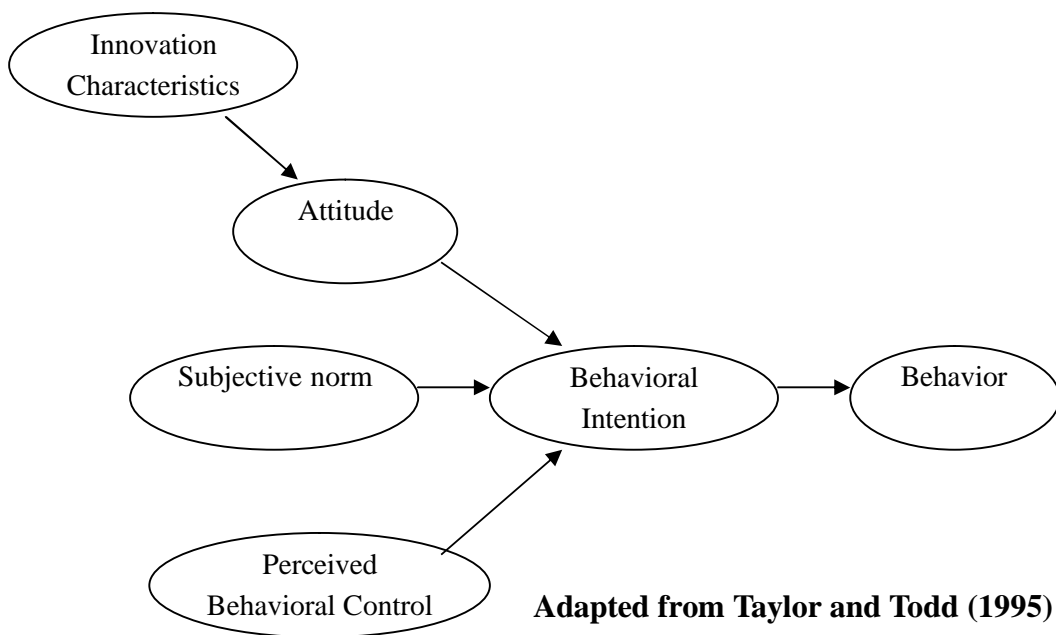 Innovation
Characteristics
Attitude
Subjective norm
Behavioral
Intention
Behavior
Perceived
Behavioral Control
Adapted from Taylor and Todd (1995)